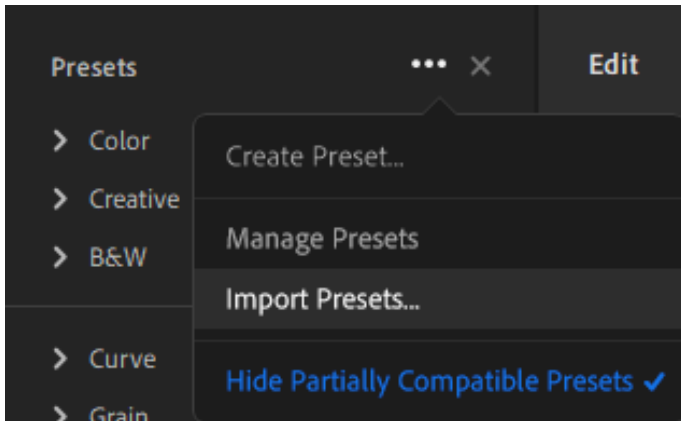 Presets
Edit
Color
Creative
B&W
Curve
Grain
Create Preset...
Manage Presets
Import Presets...
Hide Partially Compatible Presets